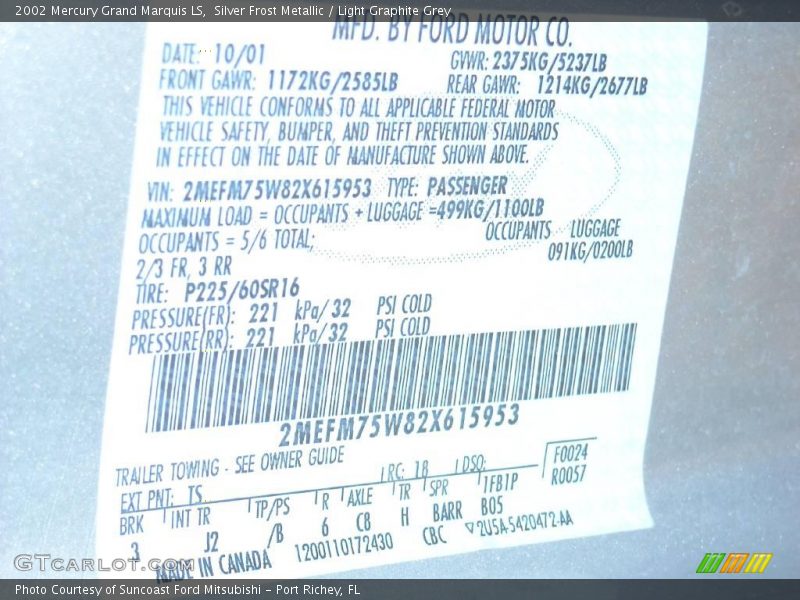 2002 Mercury Grand Marquis LS,  Silver Frost Metallic / Light Graphite Grey
MFD. BY FORD MOTOR CO.
DATE: 10/01 GVWR: 2375KG/5237LB
FRONT GAWR: 1172KG/2585LB REAR GAWR: 1214KG/2677LB
THIS VEHICLE CONFORMS TO ALL APPLICABLE FEDERAL MOTOR
VEHICLE SAFETY, BUMPER, AND THEFT PREVENTION STANDARDS
IN EFFECT ON THE DATE OF MANUFACTURE SHOWN ABOVE.
VIN: 2MEFM75W82X615953 TYPE: PASSENGER
MAXIMUM LOAD = OCCUPANTS + LUGGAGE =499KG/1100LB
OCCUPANTS = 5/6 TOTAL; OCCUPANTS LUGGAGE
2/3 FR, 3 RR 091KG/0200LB
TIRE: P225/60SR16
PRESSURE(FR): 221 kPa/ 32 PSI COLD
PRESSURE(RR): 221 kPa/ 32 PSI COLD
2MEFM75W82X615953
TRAILER TOWING - SEE OWNER GUIDE
EXT PNT: TS RC: 18 DSO: F0024
R0057
BRK INT TR TP/PS R AXLE TR SPR 1FB1P
3 J2 /B 6 CB H BARR B05
MADE IN CANADA 1200110172430 CBC 2U5A-5420472-AA
GTCarLot.com
Photo Courtesy of Suncoast Ford Mitsubishi - Port Richey, FL